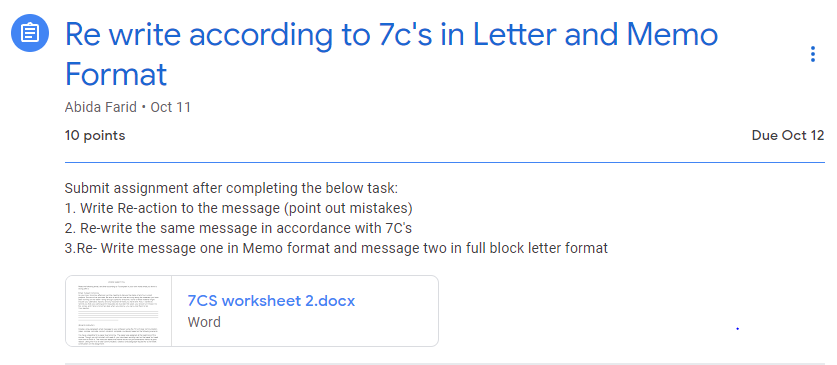 Re write according to 7c's in Letter and Memo
Format
Abida Farid • Oct 11
10 points
Due Oct 12
Submit assignment after completing the below task:
1. Write Re-action to the message (point out mistakes)
2. Re-write the same message in accordance with 7C's
3.Re- Write message one in Memo format and message two in full block letter format
7CS worksheet 2.docx
Word